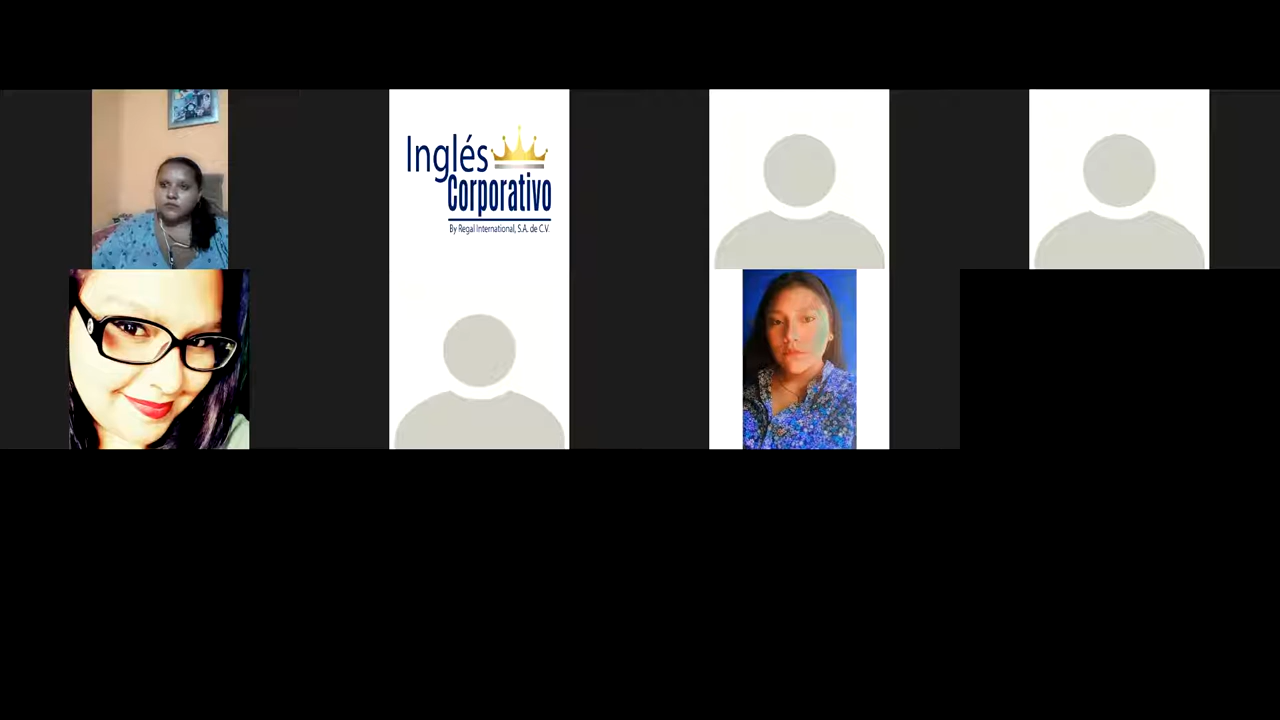 Inglés
Corporativo
By Regal International, S.A. de C.V.